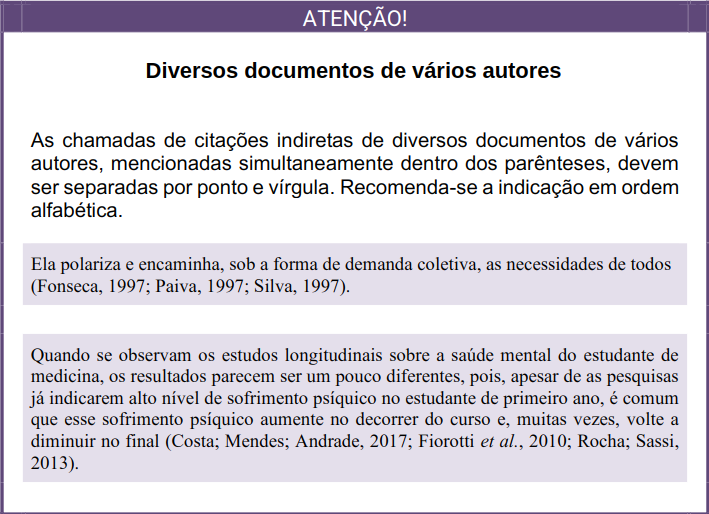 ATENÇÃO!
Diversos documentos de vários autores
As chamadas de citações indiretas de diversos documentos de vários
autores, mencionadas simultaneamente dentro dos parênteses, devem
ser separadas por ponto e vírgula. Recomenda-se a indicação em ordem
alfabética.
Ela polariza e encaminha, sob a forma de demanda coletiva, as necessidades de todos
(Fonseca, 1997; Paiva, 1997; Silva, 1997).
Quando se observam os estudos longitudinais sobre a saúde mental do estudante de
medicina, os resultados parecem ser um pouco diferentes, pois, apesar de as pesquisas
já indicarem alto nível de sofrimento psíquico no estudante de primeiro ano, é comum
que esse sofrimento psíquico aumente no decorrer do curso e, muitas vezes, volte a
diminuir no final (Costa; Mendes; Andrade, 2017; Fiorotti et al., 2010; Rocha; Sassi,
2013).